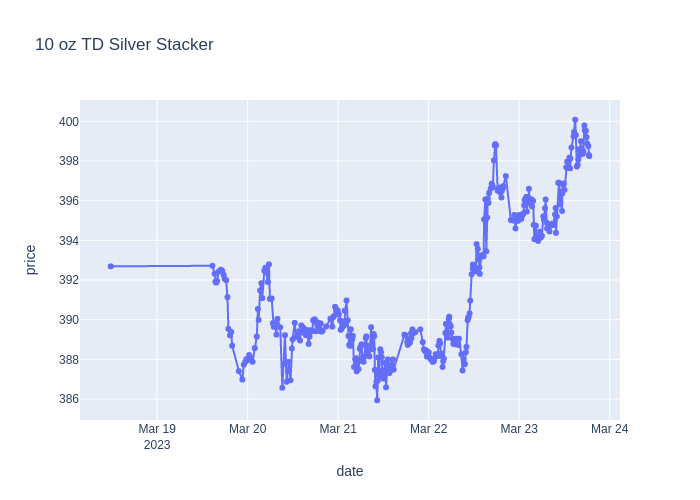 10 oz TD Silver Stacker
400
398
396
394
392
390
388
386
price
Mar 19
2023
Mar 20
Mar 21
Mar 22
Mar 23
Mar 24
date